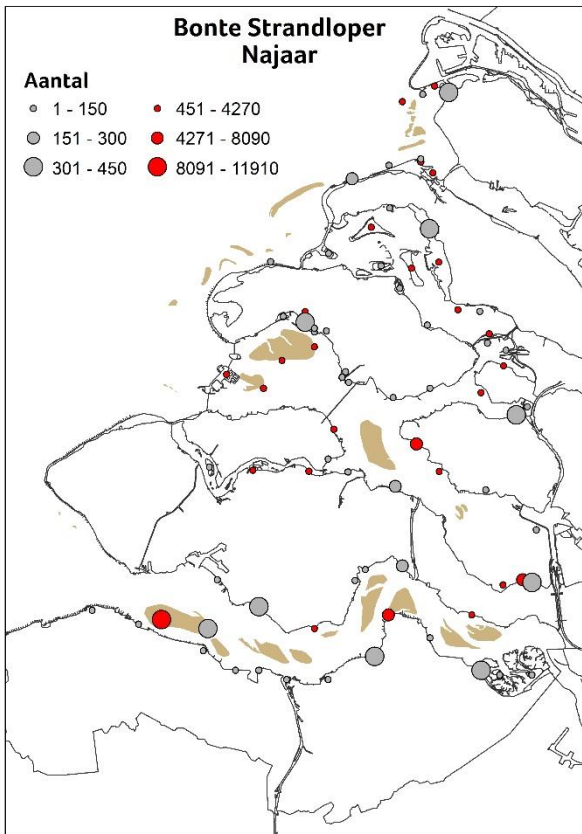 Bonte Strandloper
Najaar
Aantal
1 - 150
451 - 4270
151 - 300
4271 - 8090
301 - 450
8091 - 11910